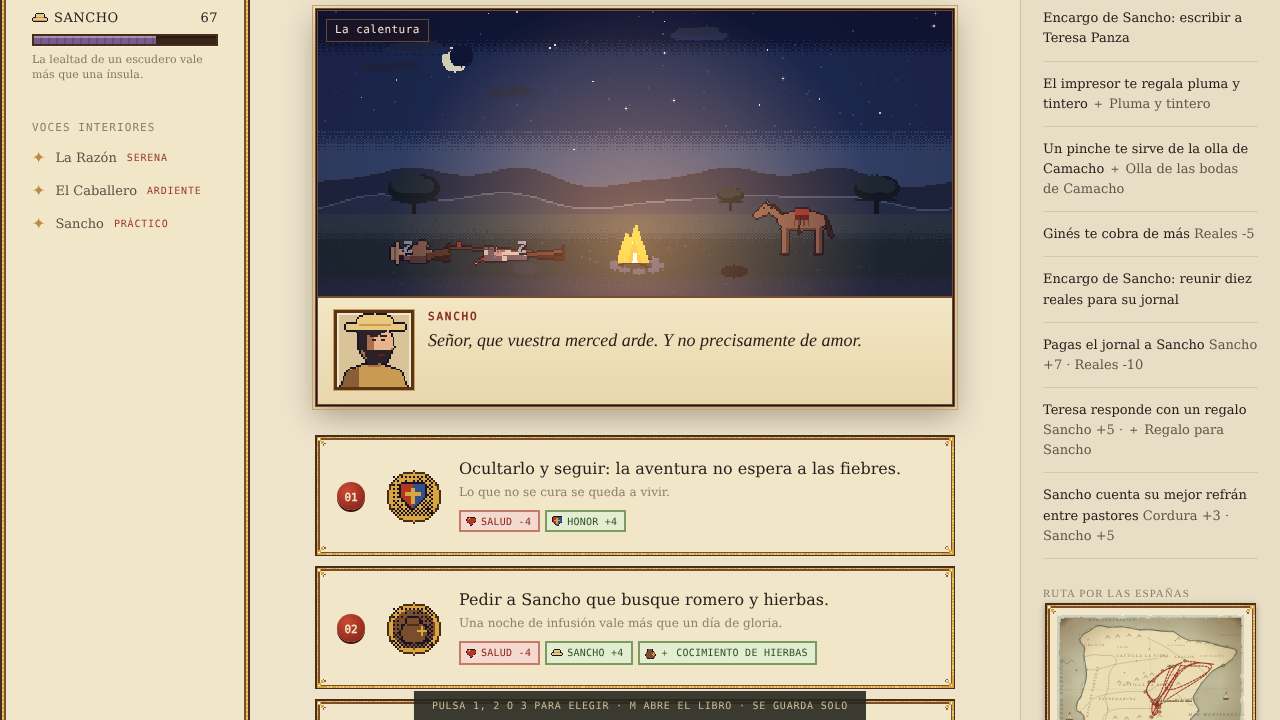 SANCHO 67
La lealtad de un escudero vale
más que una ínsula.
VOCES INTERIORES
La Razón SERENA
El Caballero ARDIENTE
Sancho PRÁCTICO
La calentura
Z
Z
SANCHO
Señor, que vuestra merced arde. Y no precisamente de amor.
01
Ocultarlo y seguir: la aventura no espera a las fiebres.
Lo que no se cura se queda a vivir.
SALUD -4 HONOR +4
02
Pedir a Sancho que busque romero y hierbas.
Una noche de infusión vale más que un día de gloria.
SALUD -4 SANCHO +4 + COCIMIENTO DE HIERBAS
PULSA 1, 2 O 3 PARA ELEGIR · M ABRE EL LIBRO · SE GUARDA SOLO
Encargo de Sancho: escribir a
Teresa Panza
El impresor te regala pluma y
tintero + Pluma y tintero
Un pinche te sirve de la olla de
Camacho + Olla de las bodas
de Camacho
Ginés te cobra de más Reales -5
Encargo de Sancho: reunir diez
reales para su jornal
Pagas el jornal a Sancho Sancho
+7 · Reales -10
Teresa responde con un regalo
Sancho +5 · + Regalo para
Sancho
Sancho cuenta su mejor refrán
entre pastores Cordura +3 ·
Sancho +5
RUTA POR LAS ESPAÑAS